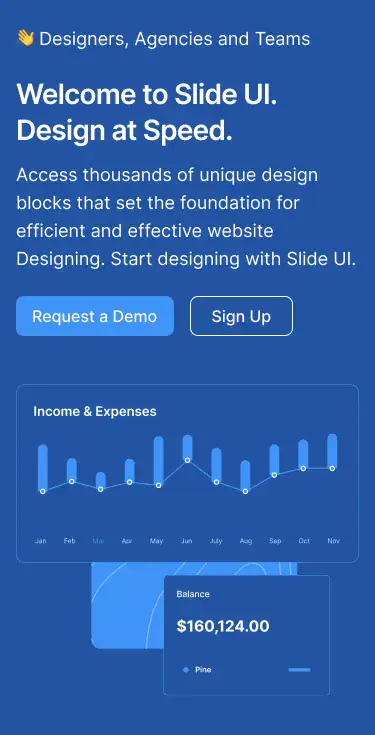 👋 Designers, Agencies and Teams
Welcome to Slide UI.
Design at Speed.
Access thousands of unique design
blocks that set the foundation for
efficient and effective website
Designing. Start designing with Slide UI.
Request a Demo
Sign Up
Income & Expenses
Jan Feb Mar Apr May Jun July Aug Sep Oct Nov
Balance
$160,124.00
Pine